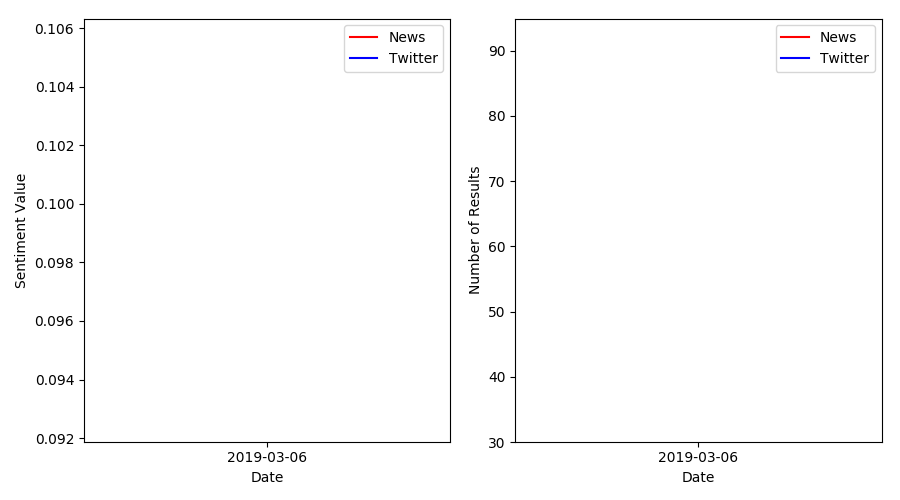 0.106
0.104
0.102
0.100
0.098
0.096
0.094
0.092
Sentiment Value
News
Twitter
2019-03-06
Date
90
80
70
60
50
40
30
Number of Results
News
Twitter
2019-03-06
Date